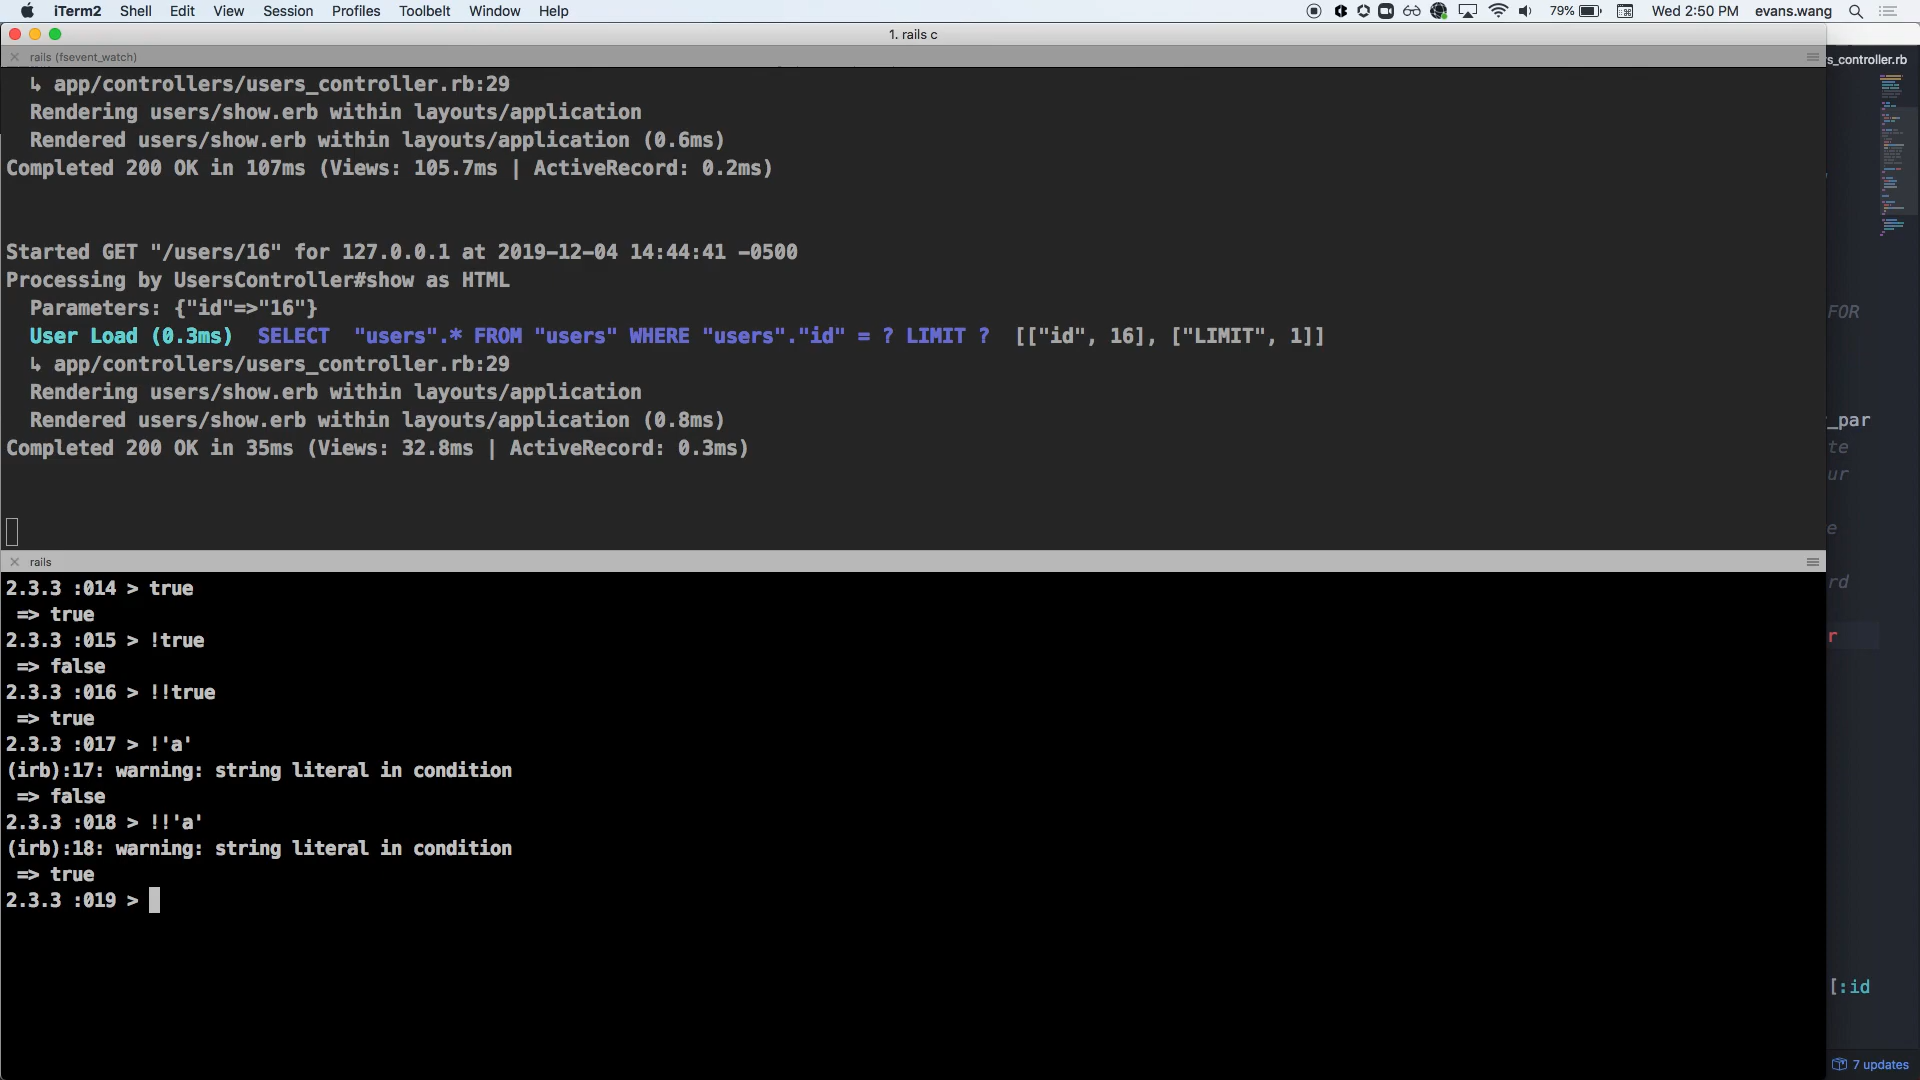 iTerm2 Shell Edit View Session Profiles Toolbelt Window Help 79% Wed 2:50 PM evans.wang
1. rails c
rails (fsevent_watch)
s_controller.rb
↳ app/controllers/users_controller.rb:29
Rendering users/show.erb within layouts/application
Rendered users/show.erb within layouts/application (0.6ms)
Completed 200 OK in 107ms (Views: 105.7ms | ActiveRecord: 0.2ms)
Started GET "/users/16" for 127.0.0.1 at 2019-12-04 14:44:41 -0500
Processing by UsersController#show as HTML
Parameters: {"id"=>"16"}
FOR
User Load (0.3ms) SELECT "users".* FROM "users" WHERE "users"."id" = ? LIMIT ? [["id", 16], ["LIMIT", 1]]
↳ app/controllers/users_controller.rb:29
Rendering users/show.erb within layouts/application
Rendered users/show.erb within layouts/application (0.8ms)
_par
Completed 200 OK in 35ms (Views: 32.8ms | ActiveRecord: 0.3ms)
te
ur
e
rails
2.3.3 :014 > true
rd
=> true
2.3.3 :015 > !true
r
=> false
2.3.3 :016 > !!true
=> true
2.3.3 :017 > !'a'
(irb):17: warning: string literal in condition
=> false
2.3.3 :018 > !!'a'
(irb):18: warning: string literal in condition
=> true
2.3.3 :019 >
[:id
7 updates